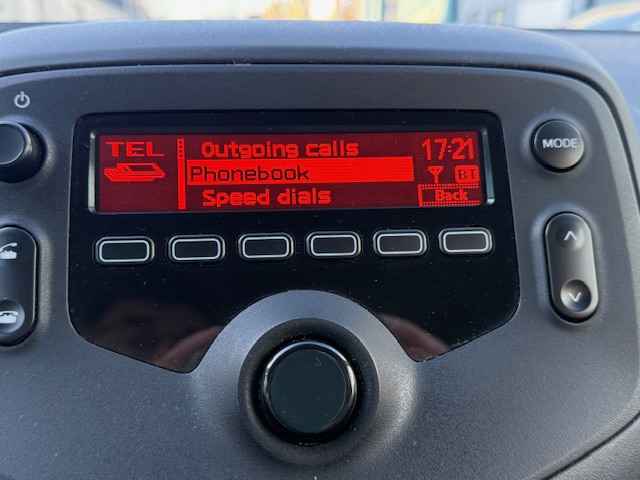 TEL
Outgoing calls
Phonebook
Speed dials
17:21
BT
Back
MODE